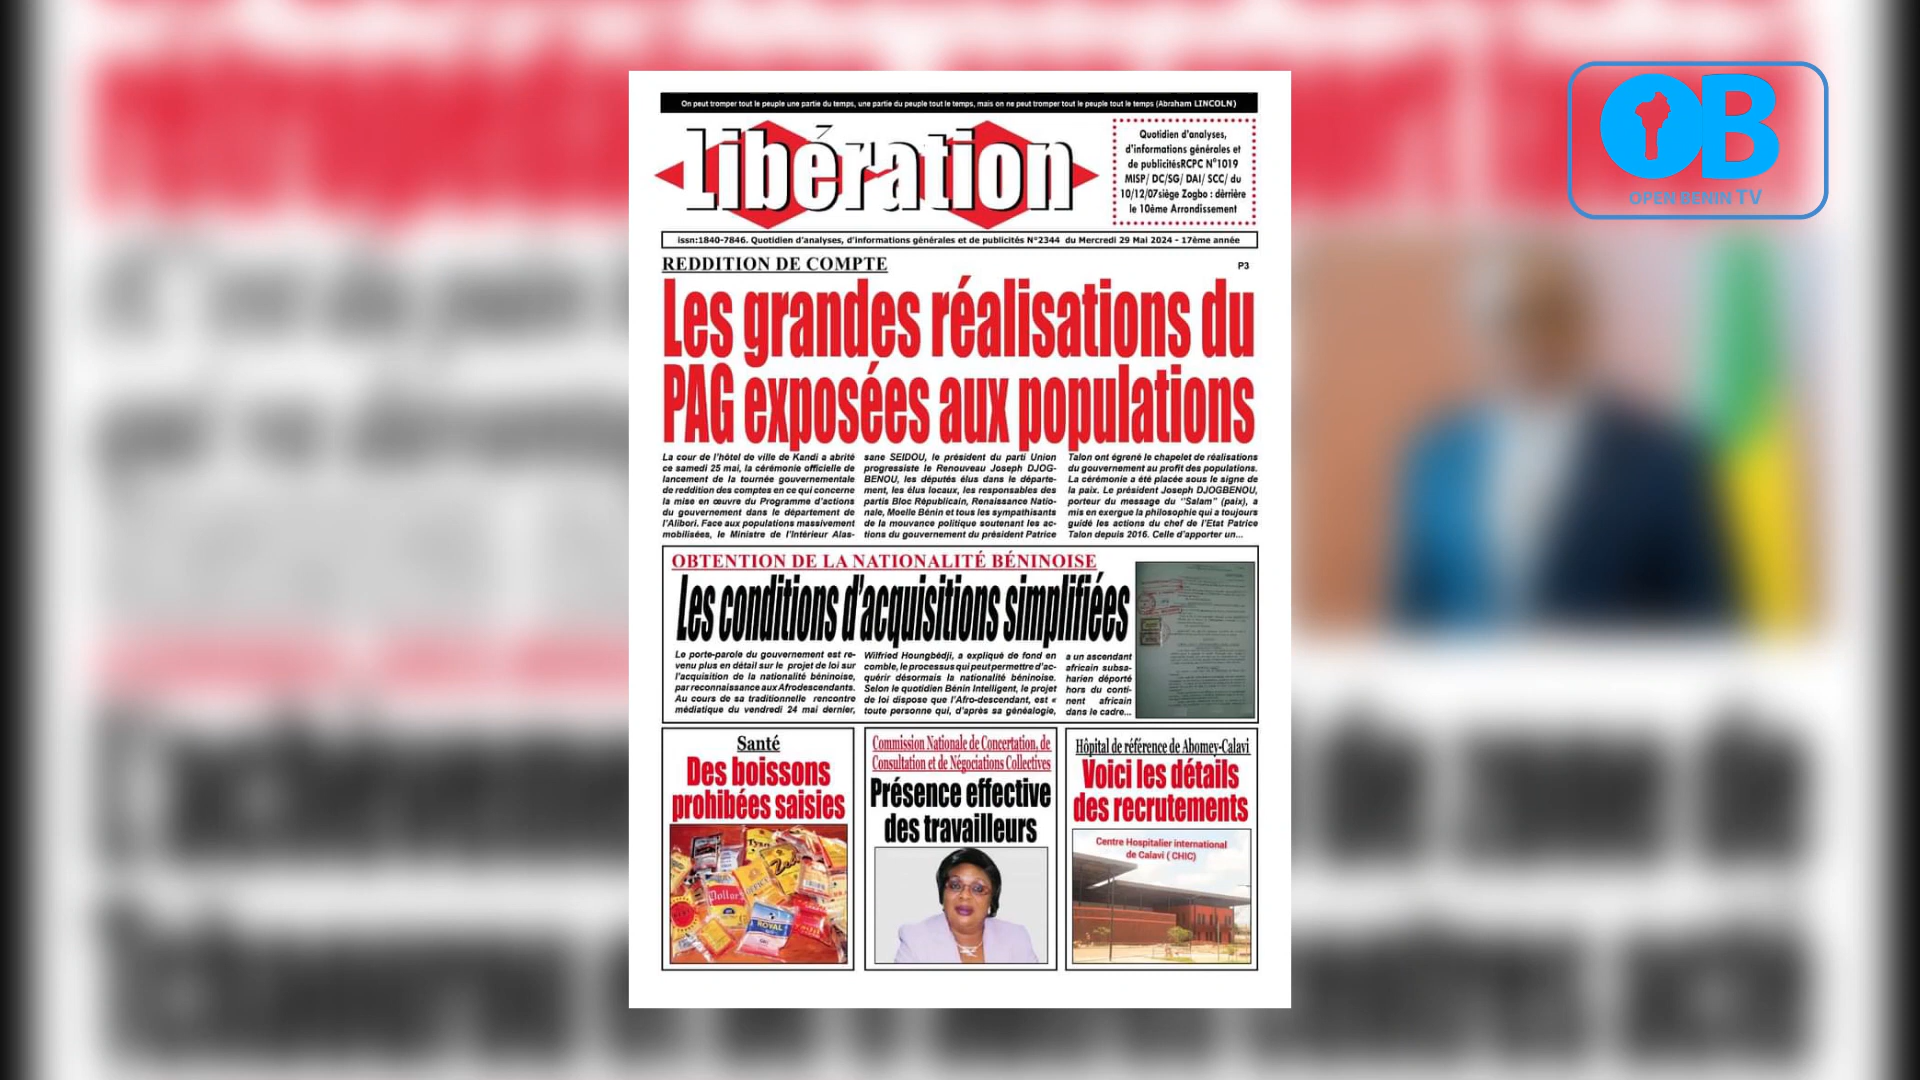 OB
OPEN BENIN TV
On peut tromper tout le peuple une partie du temps, une partie du peuple tout le temps, mais on ne peut tromper tout le peuple tout le temps (Abraham LINCOLN)
Libération
Quotidien d'analyses,
d'informations générales et
de publicitésRCPC N°1019
MISP/ DC/SG/ DAI/ SCC/ du
10/12/07siège Zogbo : dèrrière
le 10ème Arrondissement
issn:1840-7846. Quotidien d'analyses, d'informations générales et de publicités N°2344 du Mercredi 29 Mai 2024 - 17ème année
REDDITION DE COMPTE
P3
Les grandes réalisations du
PAG exposées aux populations
La cour de l'hôtel de ville de Kandi a abrité
ce samedi 25 mai, la cérémonie officielle de
lancement de la tournée gouvernementale
de reddition des comptes en ce qui concerne
la mise en œuvre du Programme d'actions
du gouvernement dans le département de
l'Alibori. Face aux populations massivement
mobilisées, le Ministre de l'Intérieur Alas-
sane SEIDOU, le président du parti Union
progressiste le Renouveau Joseph DJOG-
BENOU, les députés élus dans le départe-
ment, les élus locaux, les responsables des
partis Bloc Républicain, Renaissance Natio-
nale, Moelle Bénin et tous les sympathisants
de la mouvance politique soutenant les ac-
tions du gouvernement du président Patrice
Talon ont égrené le chapelet de réalisations
du gouvernement au profit des populations.
La cérémonie a été placée sous le signe de
la paix. Le président Joseph DJOGBENOU,
porteur du message du "Salam" (paix), a
mis en exergue la philosophie qui a toujours
guidé les actions du chef de l'Etat Patrice
Talon depuis 2016. Celle d'apporter un...
OBTENTION DE LA NATIONALITÉ BÉNINOISE
Les conditions d'acquisitions simplifiées
Le porte-parole du gouvernement est re-
venu plus en détail sur le projet de loi sur
l'acquisition de la nationalité béninoise,
par reconnaissance aux Afrodescendants.
Au cours de sa traditionnelle rencontre
médiatique du vendredi 24 mai dernier,
Wilfried Houngbédji, a expliqué de fond en
comble, le processus qui peut permettre d'ac-
quérir désormais la nationalité béninoise.
Selon le quotidien Bénin Intelligent, le projet
de loi dispose que l'Afro-descendant, est «
toute personne qui, d'après sa généalogie,
a un ascendant
africain subsa-
harien déporté
hors du conti-
nent africain
dans le cadre...
Santé
Des boissons
prohibées saisies
Dollars
ROYAL
Commission Nationale de Concertation, de
Consultation et de Négociations Collectives
Présence effective
des travailleurs
Hôpital de référence de Abomey-Calavi
Voici les détails
des recrutements
Centre Hospitalier international
de Calavi ( CHIC)